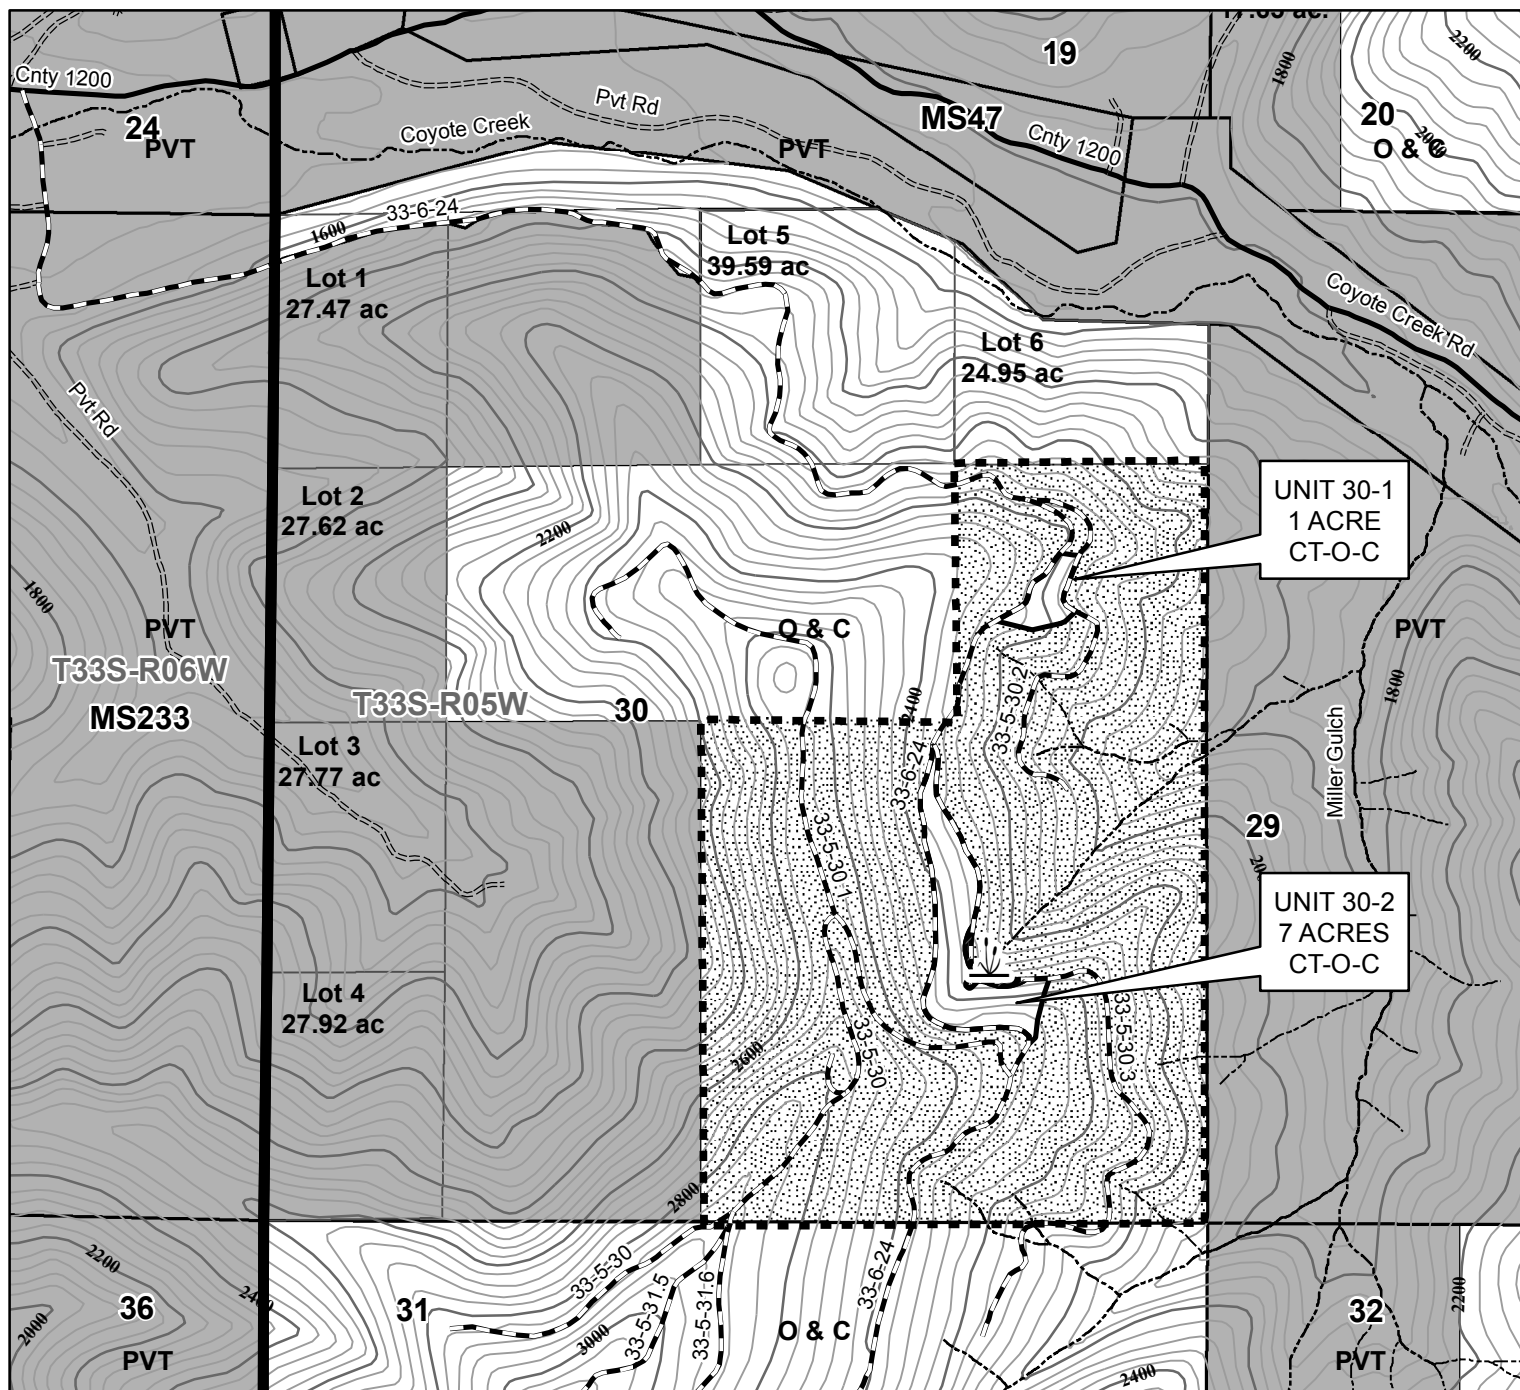 19
2200
1800
Cnty 1200
20
O & C
2000
24
PVT
Pvt Rd
Coyote Creek
MS47
PVT
Cnty 1200
33-6-24
1600
Lot 5
39.59 ac
Lot 1
27.47 ac
Coyote Creek Rd
Lot 6
24.95 ac
Pvt Rd
Lot 2
27.62 ac
2200
UNIT 30-1
1 ACRE
CT-O-C
1800
PVT
O & C
PVT
T33S-R06W
1800
T33S-R05W
MS233
30
2400
33-5-30.2
Lot 3
27.77 ac
33-6-24
Miller Gulch
33-5-30.1
29
UNIT 30-2
7 ACRES
CT-O-C
Lot 4
27.92 ac
2600
33-5-30
33-5-30.3
2800
2200
33-5-30
33-5-31.5
33-5-31.6
33-6-24
36
2000
31
3000
O & C
32
2200
PVT
PVT
2400